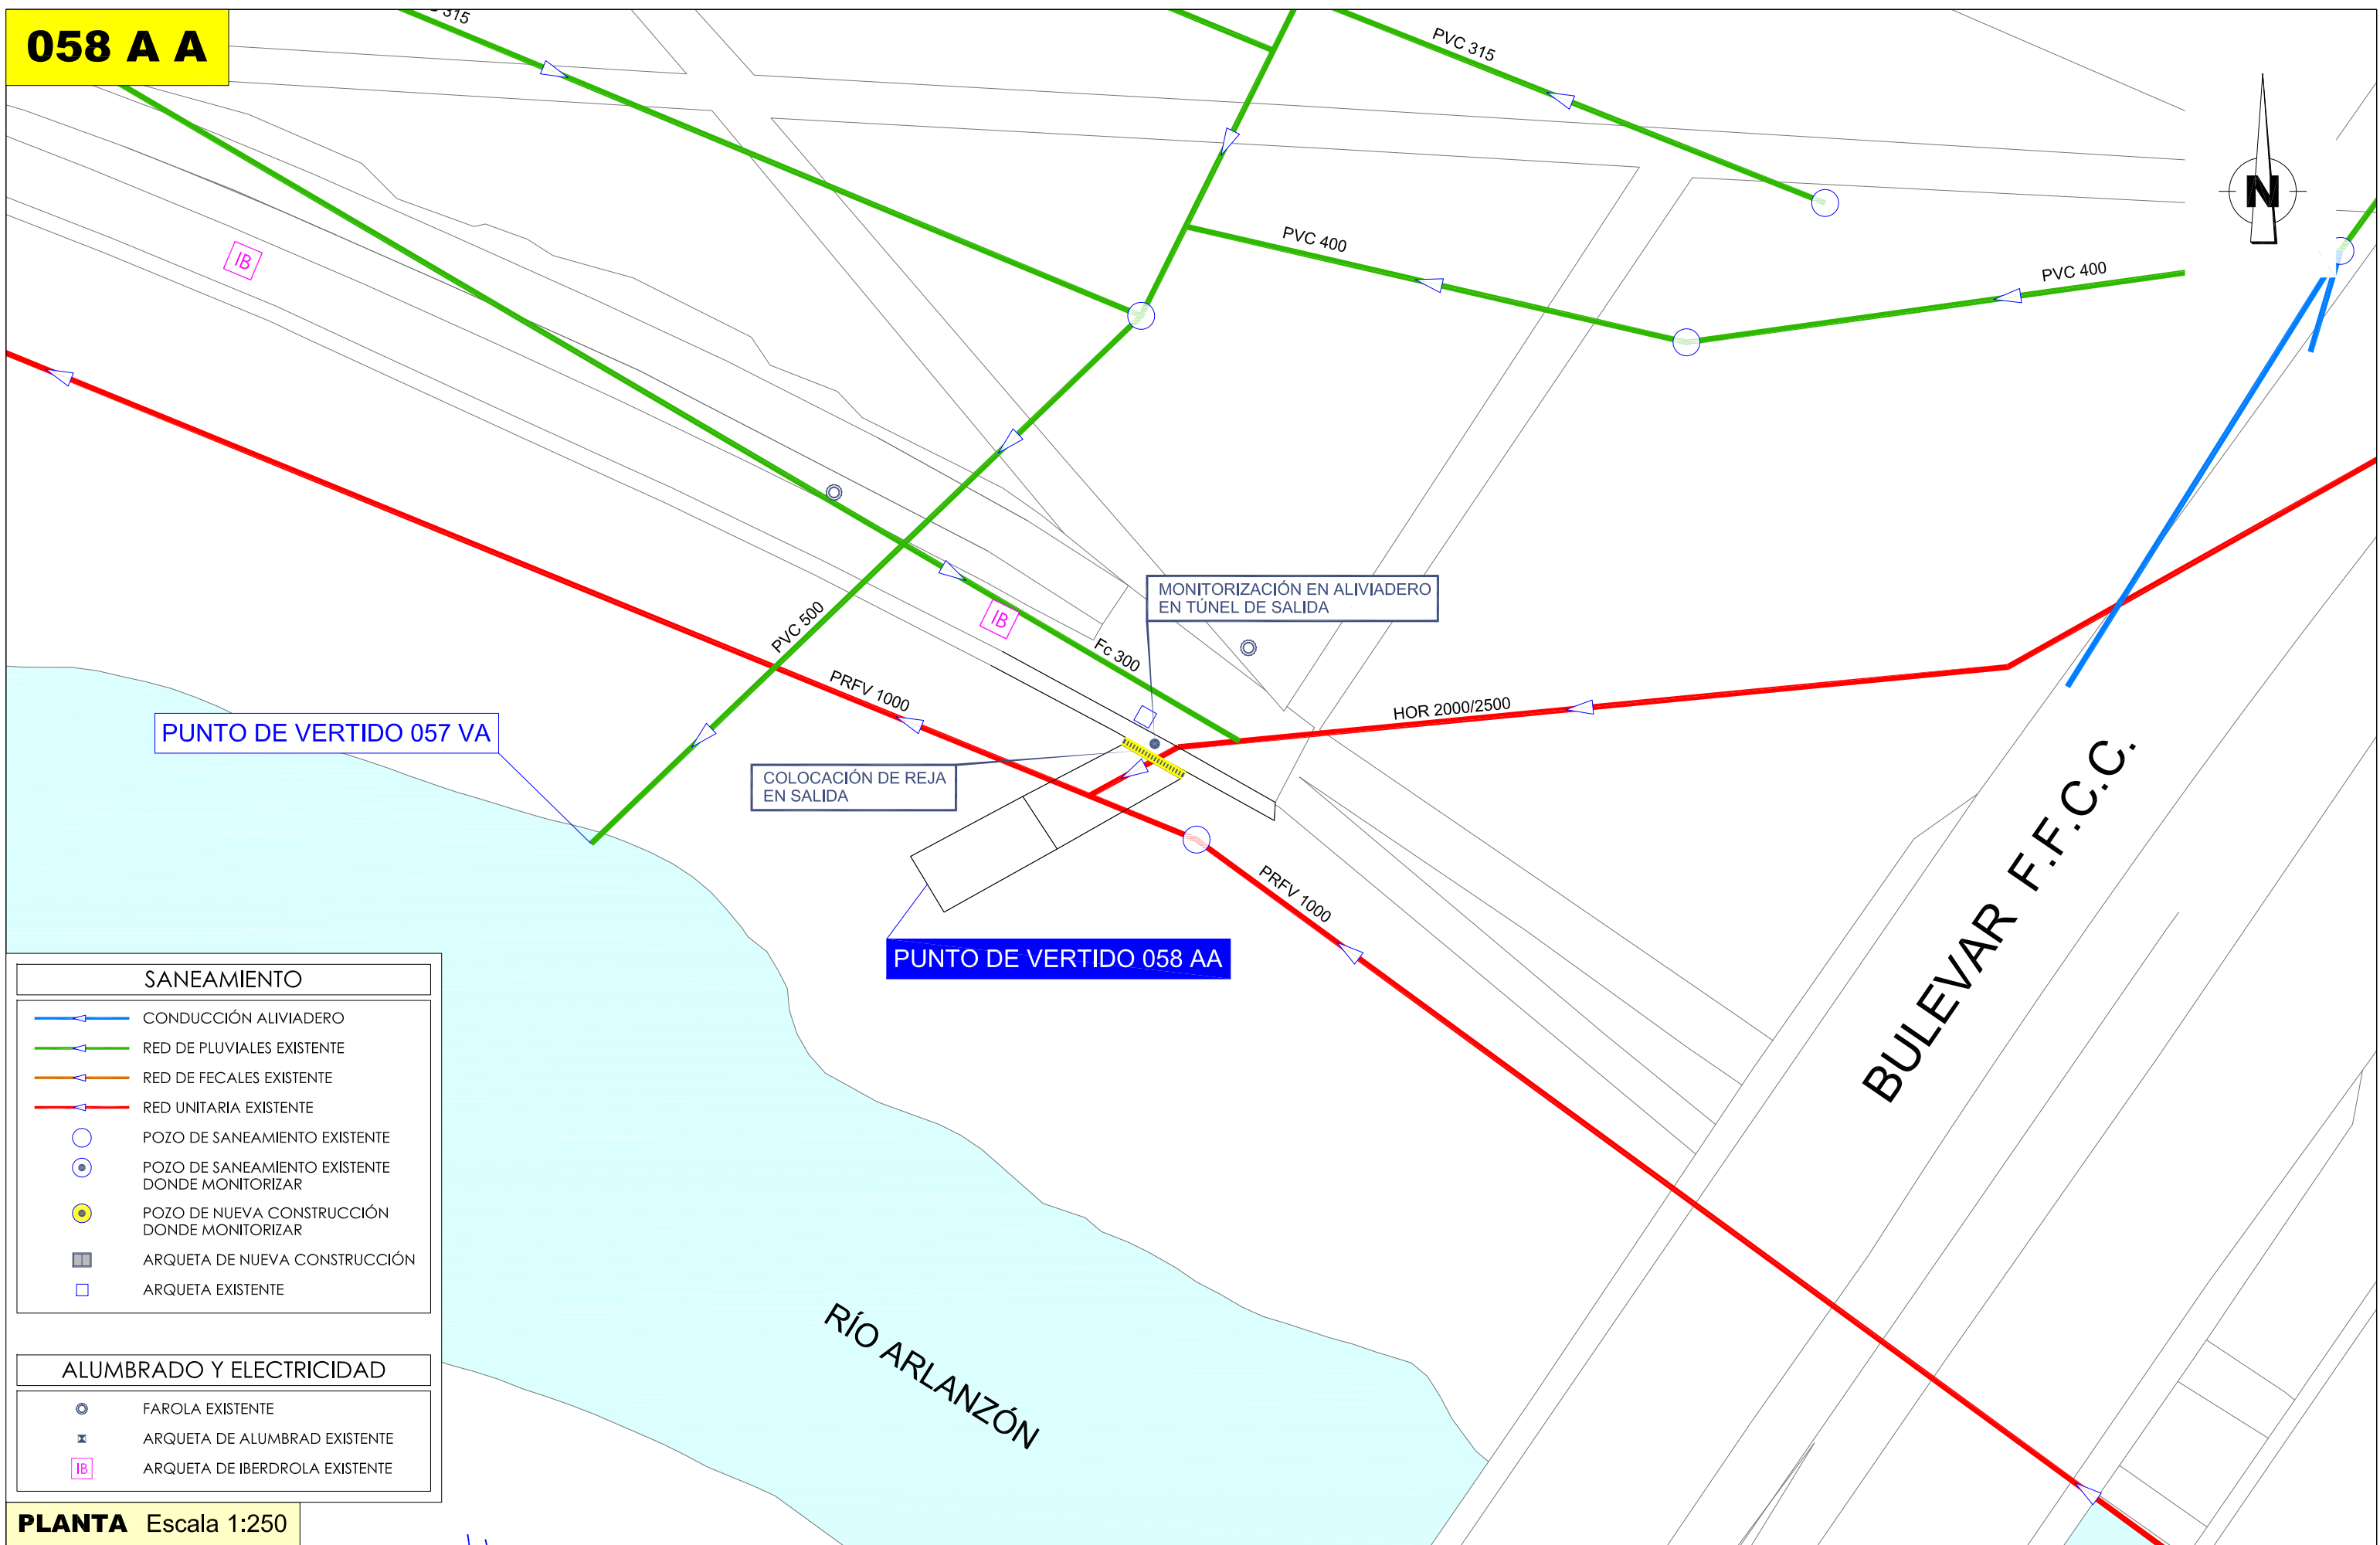 058 A A
315
PVC 315
N
IB
PVC 400
PVC 400
MONITORIZACIÓN EN ALIVIADERO
EN TÚNEL DE SALIDA
PVC 500
IB
Fc 300
PRFV 1000
HOR 2000/2500
PUNTO DE VERTIDO 057 VA
COLOCACIÓN DE REJA
EN SALIDA
PRFV 1000
PUNTO DE VERTIDO 058 AA
BULEVAR F.F.C.C.
RÍO ARLANZÓN
SANEAMIENTO
CONDUCCIÓN ALIVIADERO
RED DE PLUVIALES EXISTENTE
RED DE FECALES EXISTENTE
RED UNITARIA EXISTENTE
POZO DE SANEAMIENTO EXISTENTE
POZO DE SANEAMIENTO EXISTENTE
DONDE MONITORIZAR
POZO DE NUEVA CONSTRUCCIÓN
DONDE MONITORIZAR
ARQUETA DE NUEVA CONSTRUCCIÓN
ARQUETA EXISTENTE
ALUMBRADO Y ELECTRICIDAD
FAROLA EXISTENTE
ARQUETA DE ALUMBRAD EXISTENTE
IB ARQUETA DE IBERDROLA EXISTENTE
PLANTA Escala 1:250